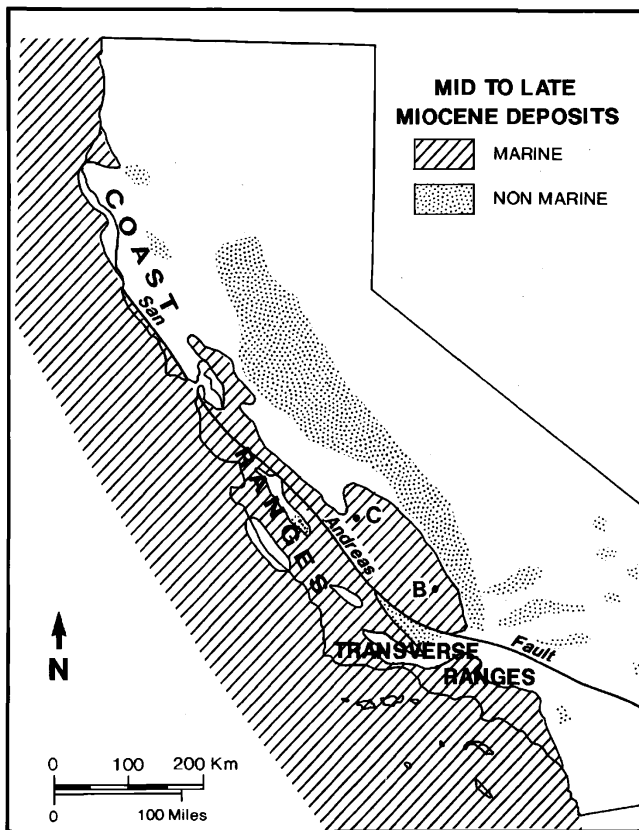 MID TO LATE
MIOCENE DEPOSITS
MARINE
NON MARINE
COAST
San
RANGES
Andreas
C
B
Fault
TRANSVERSE
RANGES
N
0 100 200 Km
0 100 Miles